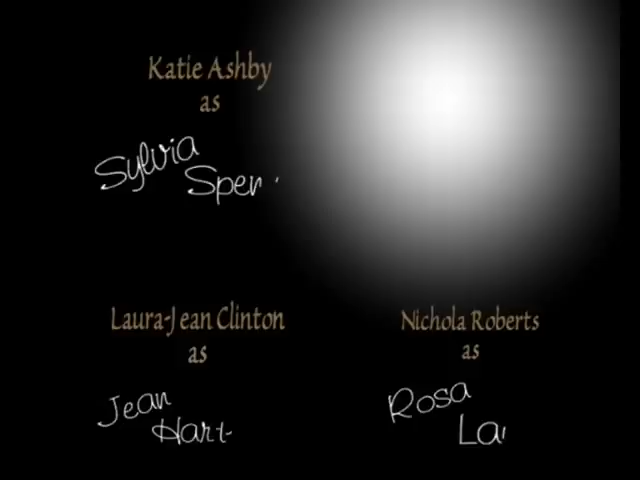 Katie Ashby
as
Sylvia
Sper
Laura-Jean Clinton
as
Jean
Hart
Nichola Roberts
as
Rosa
La